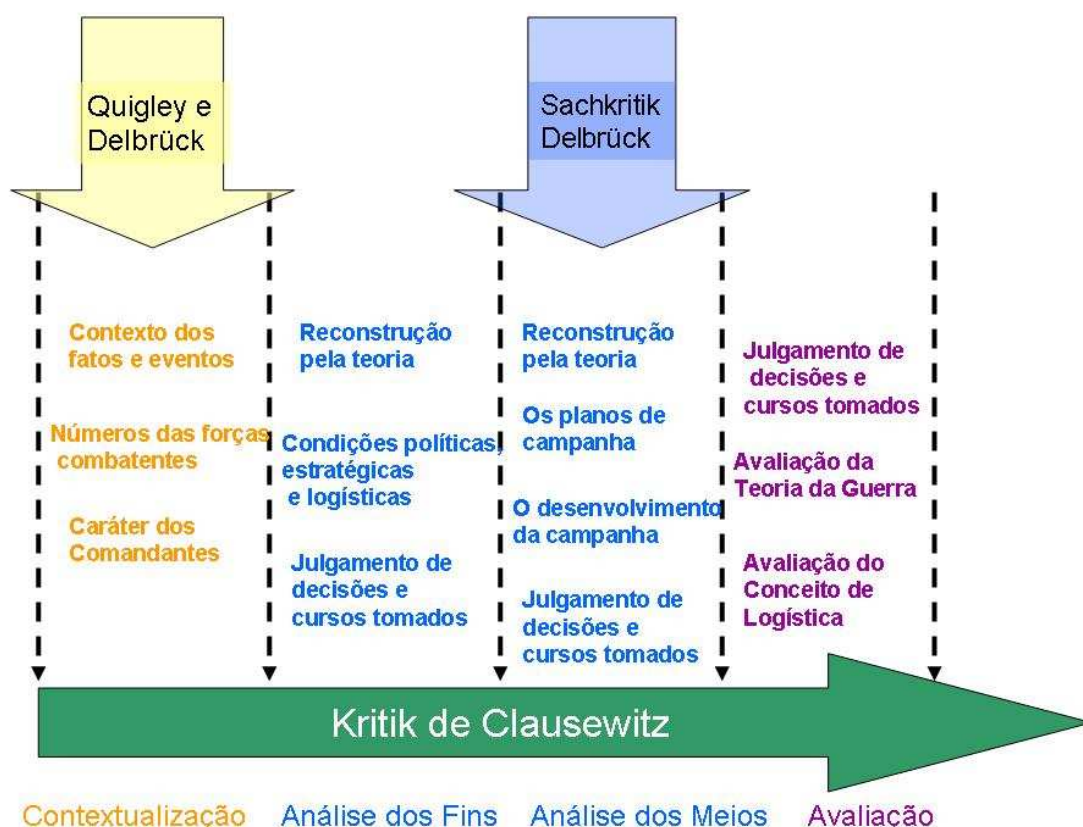 Quigley e
Delbrück
Sachkritik
Delbrück
Contexto dos
fatos e eventos
Números das forças
combatentes
Caráter dos
Comandantes
Reconstrução
pela teoria
Condições políticas,
estratégicas
e logísticas
Julgamento de
decisões e
cursos tomados
Reconstrução
pela teoria
Os planos de
campanha
O desenvolvimento
da campanha
Julgamento de
decisões e
cursos tomados
Julgamento de
decisões e
cursos tomados
Avaliação da
Teoria da Guerra
Avaliação do
Conceito de
Logística
Kritik de Clausewitz
Contextualização
Análise dos Fins
Análise dos Meios
Avaliação